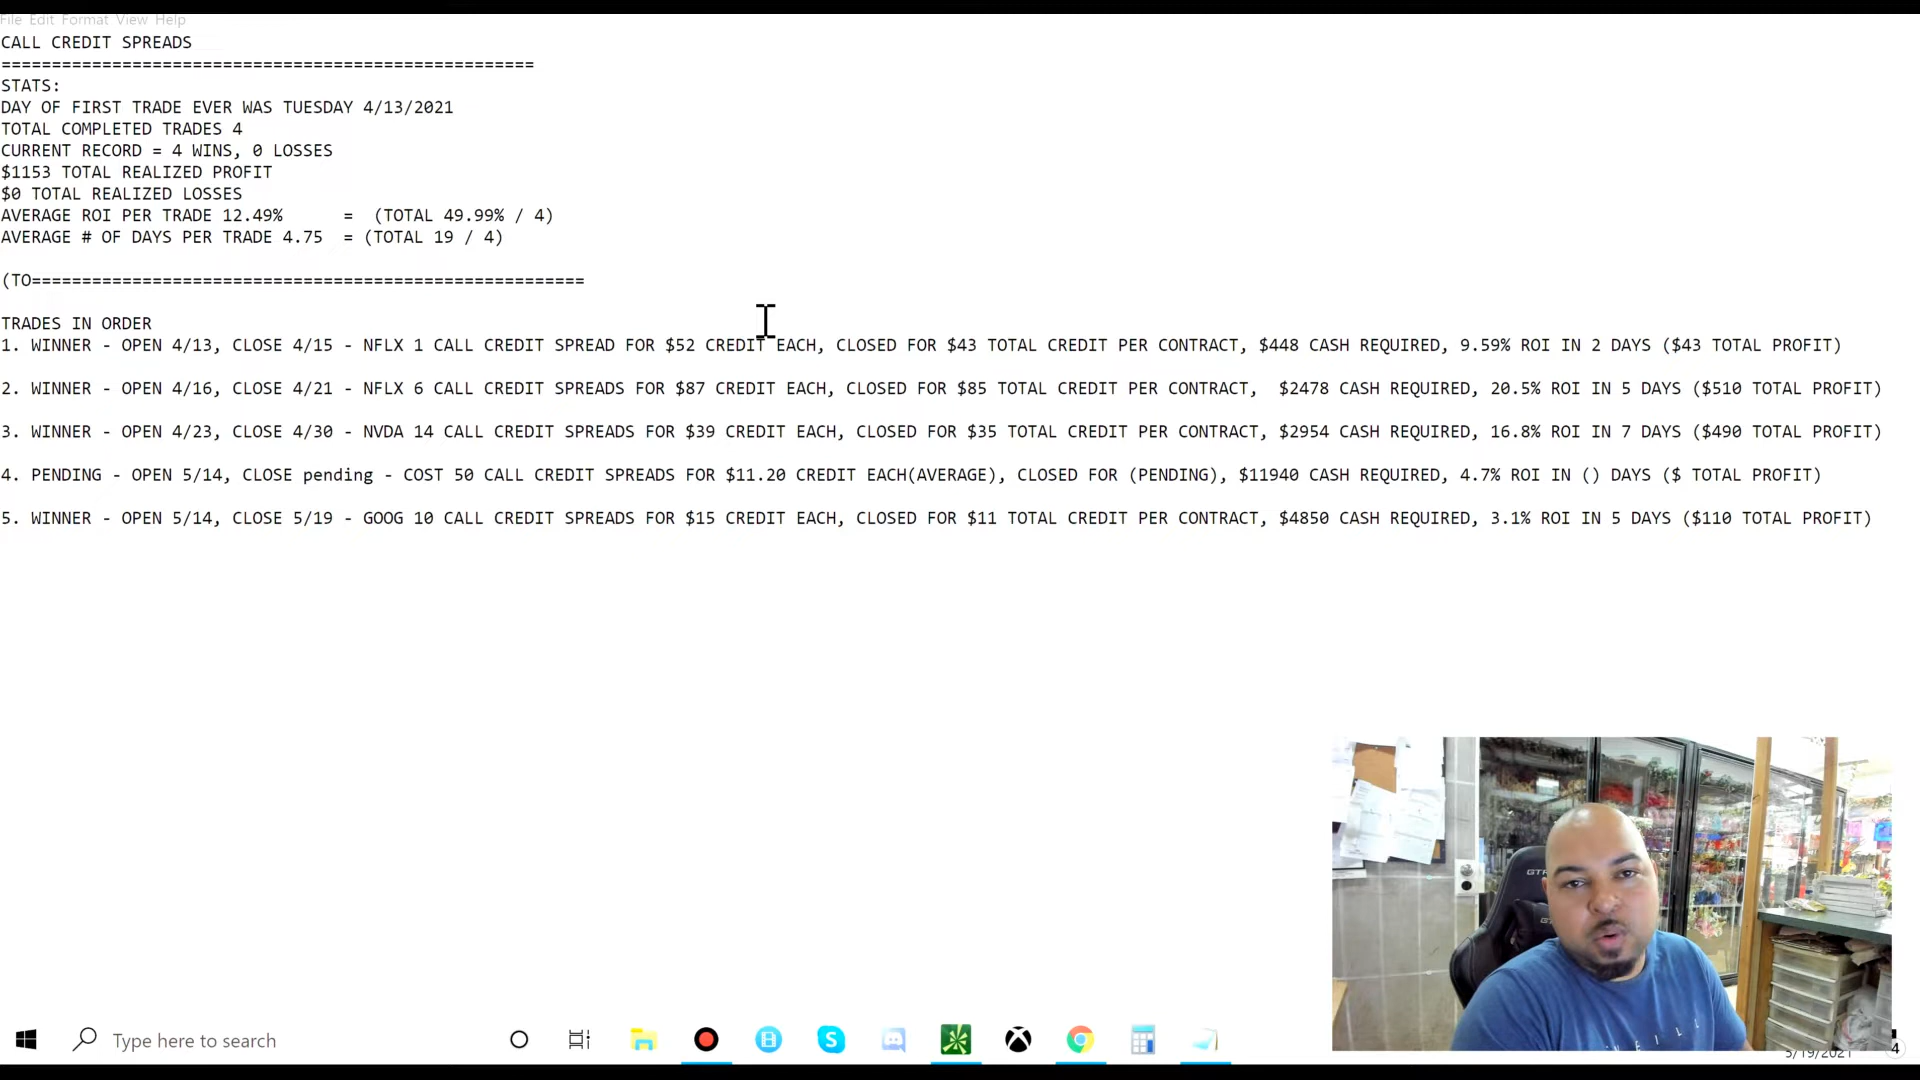 File Edit Format View Help
CALL CREDIT SPREADS
=====================================================
STATS:
DAY OF FIRST TRADE EVER WAS TUESDAY 4/13/2021
TOTAL COMPLETED TRADES 4
CURRENT RECORD = 4 WINS, 0 LOSSES
$1153 TOTAL REALIZED PROFIT
$0 TOTAL REALIZED LOSSES
AVERAGE ROI PER TRADE 12.49% = (TOTAL 49.99% / 4)
AVERAGE # OF DAYS PER TRADE 4.75 = (TOTAL 19 / 4)
(TO=======================================================
TRADES IN ORDER
1. WINNER - OPEN 4/13, CLOSE 4/15 - NFLX 1 CALL CREDIT SPREAD FOR $52 CREDIT EACH, CLOSED FOR $43 TOTAL CREDIT PER CONTRACT, $448 CASH REQUIRED, 9.59% ROI IN 2 DAYS ($43 TOTAL PROFIT)
2. WINNER - OPEN 4/16, CLOSE 4/21 - NFLX 6 CALL CREDIT SPREADS FOR $87 CREDIT EACH, CLOSED FOR $85 TOTAL CREDIT PER CONTRACT, $2478 CASH REQUIRED, 20.5% ROI IN 5 DAYS ($510 TOTAL PROFIT)
3. WINNER - OPEN 4/23, CLOSE 4/30 - NVDA 14 CALL CREDIT SPREADS FOR $39 CREDIT EACH, CLOSED FOR $35 TOTAL CREDIT PER CONTRACT, $2954 CASH REQUIRED, 16.8% ROI IN 7 DAYS ($490 TOTAL PROFIT)
4. PENDING - OPEN 5/14, CLOSE pending - COST 50 CALL CREDIT SPREADS FOR $11.20 CREDIT EACH(AVERAGE), CLOSED FOR (PENDING), $11940 CASH REQUIRED, 4.7% ROI IN () DAYS ($ TOTAL PROFIT)
5. WINNER - OPEN 5/14, CLOSE 5/19 - GOOG 10 CALL CREDIT SPREADS FOR $15 CREDIT EACH, CLOSED FOR $11 TOTAL CREDIT PER CONTRACT, $4850 CASH REQUIRED, 3.1% ROI IN 5 DAYS ($110 TOTAL PROFIT)
Type here to search
5/19/2021
4